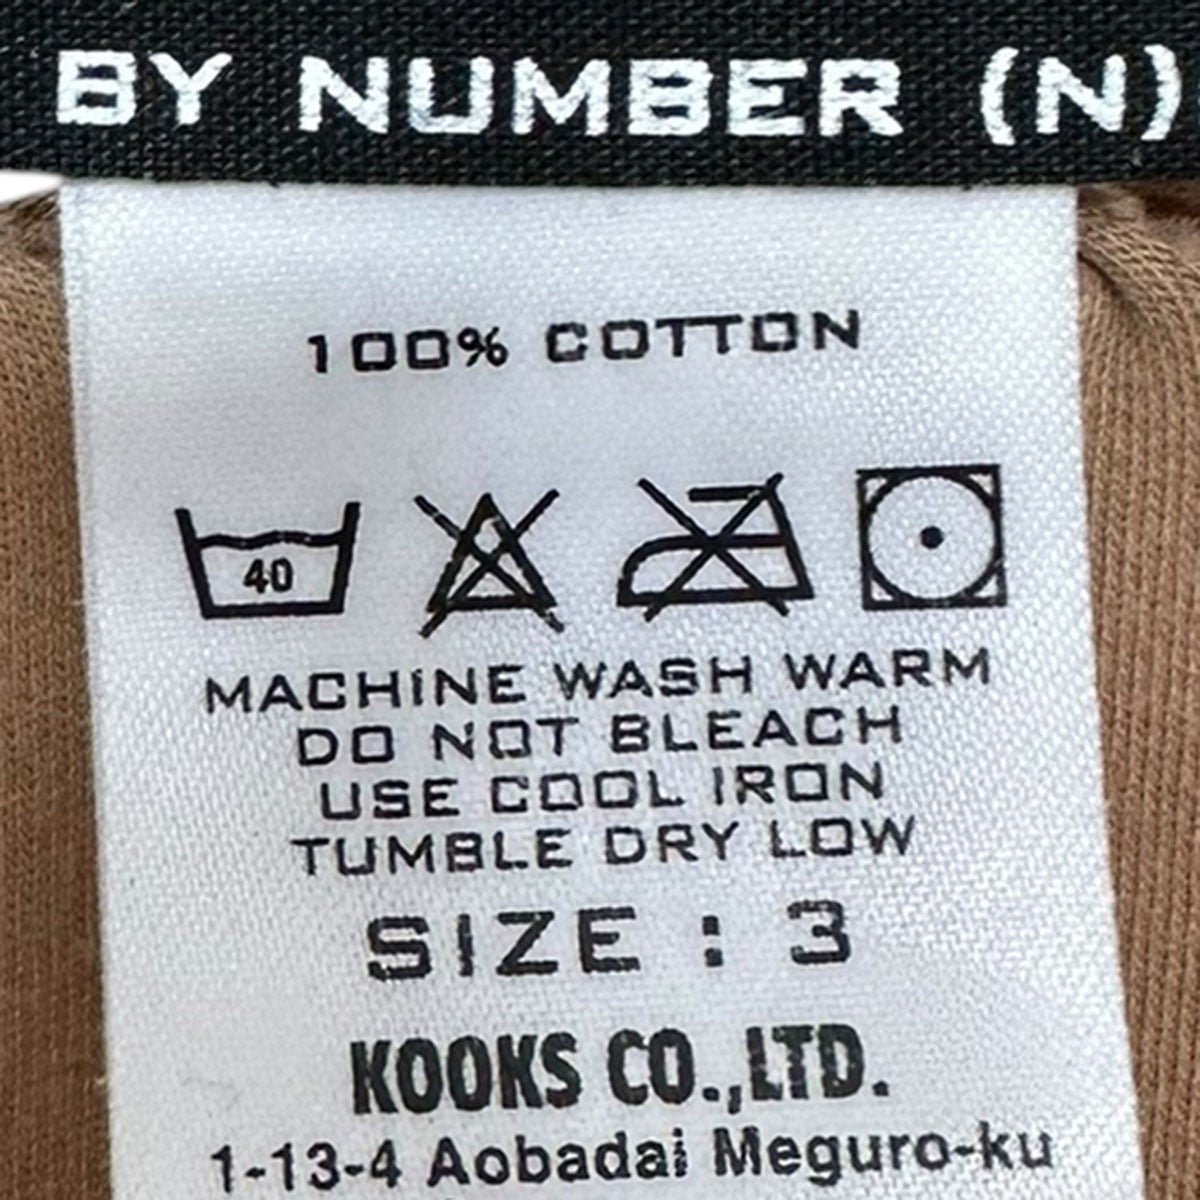 BY NUMBER (N)
100% COTTON
40
MACHINE WASH WARM
DO NOT BLEACH
USE COOL IRON
TUMBLE DRY LOW
SIZE : 3
KOOKS CO.,LTD.
1-13-4 Aobadai Meguro-ku